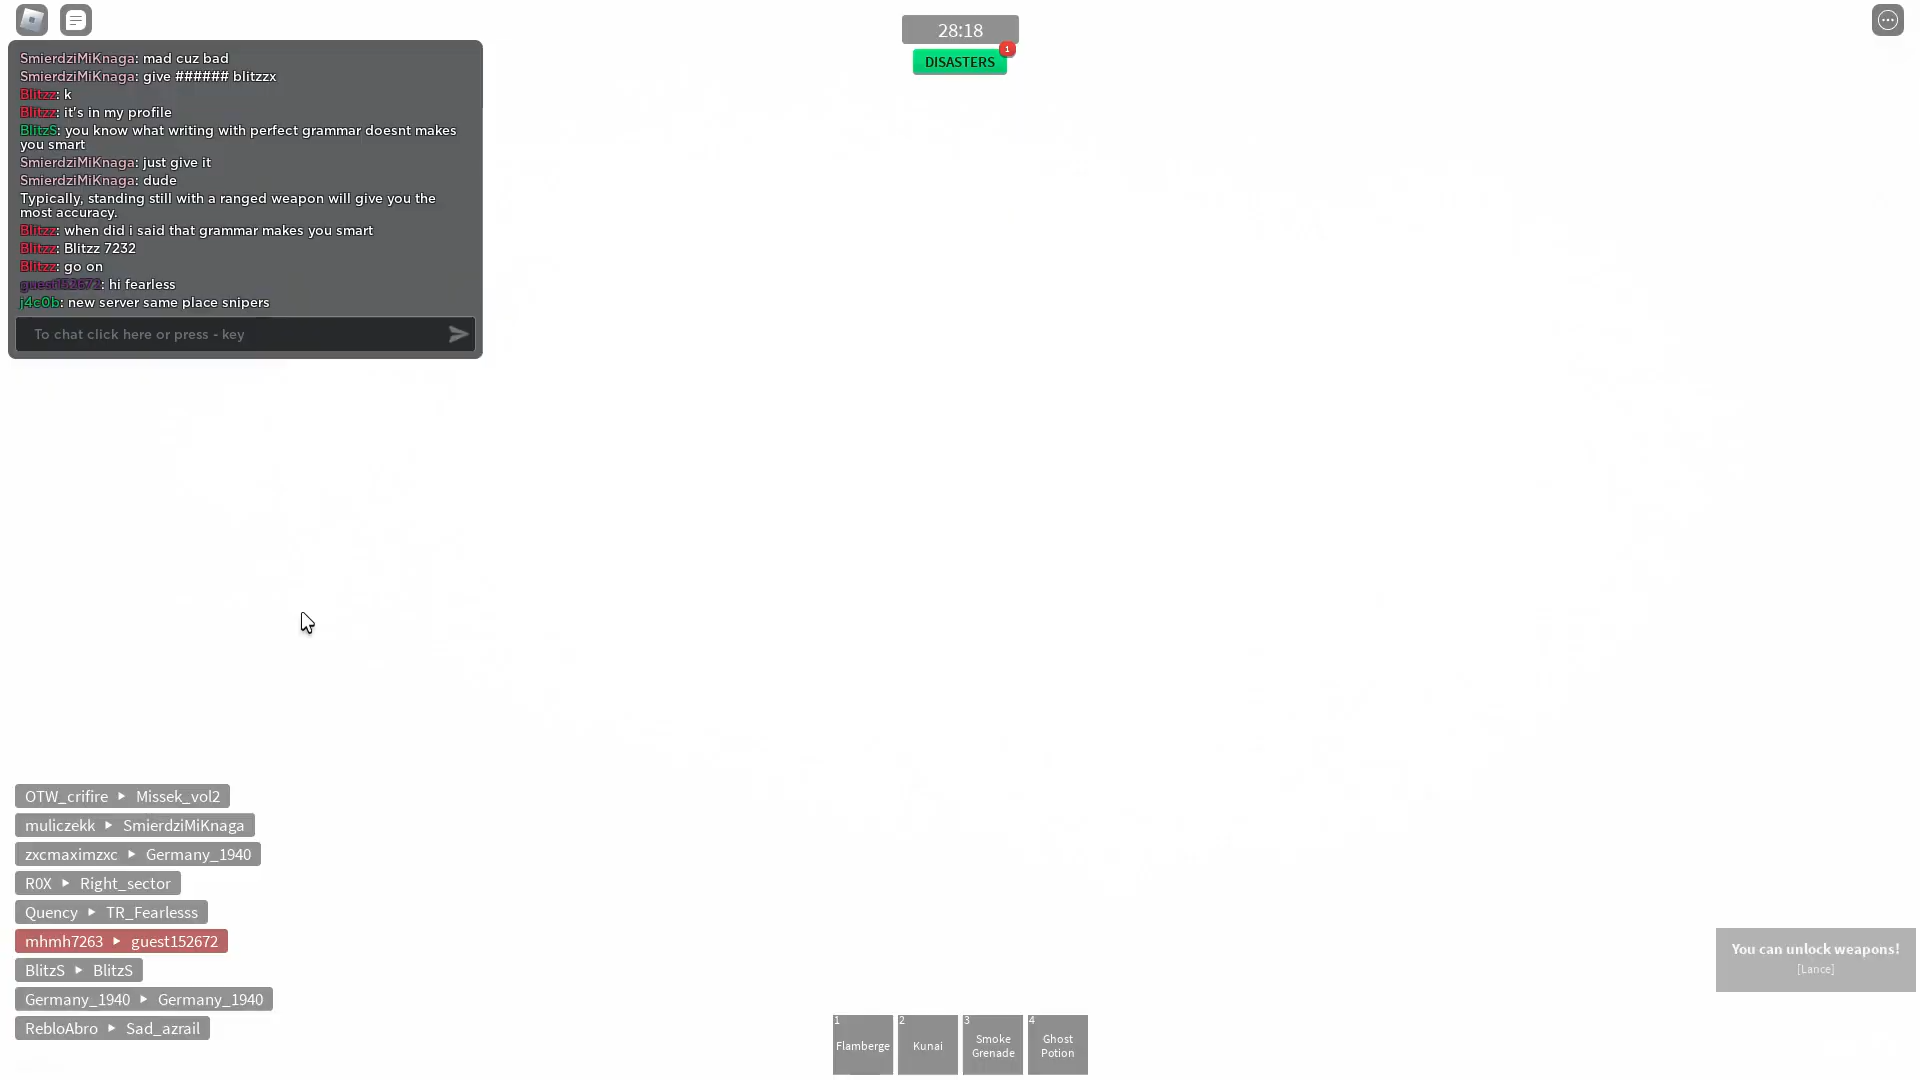 28:18
DISASTERS
1
SmierdziMiKnaga: mad cuz bad
SmierdziMiKnaga: give ###### blitzzx
Blitzz: k
Blitzz: it's in my profile
BlitzS: you know what writing with perfect grammar doesnt makes
you smart
SmierdziMiKnaga: just give it
SmierdziMiKnaga: dude
Typically, standing still with a ranged weapon will give you the
most accuracy.
Blitzz: when did i said that grammar makes you smart
Blitzz: Blitzz 7232
Blitzz: go on
guest152672: hi fearless
j4c0b: new server same place snipers
To chat click here or press - key
OTW_crifire ▸ Missek_vol2
muliczekk ▸ SmierdziMiKnaga
zxcmaximzxc ▸ Germany_1940
R0X ▸ Right_sector
Quency ▸ TR_Fearlesss
mhmh7263 ▸ guest152672
BlitzS ▸ BlitzS
Germany_1940 ▸ Germany_1940
RebloAbro ▸ Sad_azrail
You can unlock weapons!
[Lance]
1
Flamberge
2
Kunai
3
Smoke
Grenade
4
Ghost
Potion